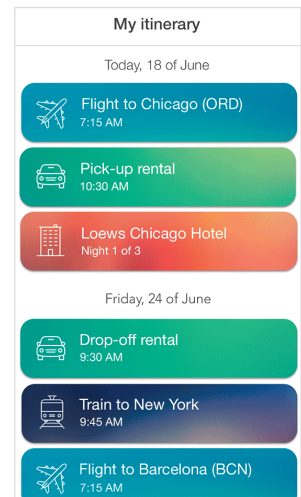 My itinerary
Today, 18 of June
Flight to Chicago (ORD)
7:15 AM
Pick-up rental
10:30 AM
Loews Chicago Hotel
Night 1 of 3
Friday, 24 of June
Drop-off rental
9:30 AM
Train to New York
9:45 AM
Flight to Barcelona (BCN)
7:15 AM